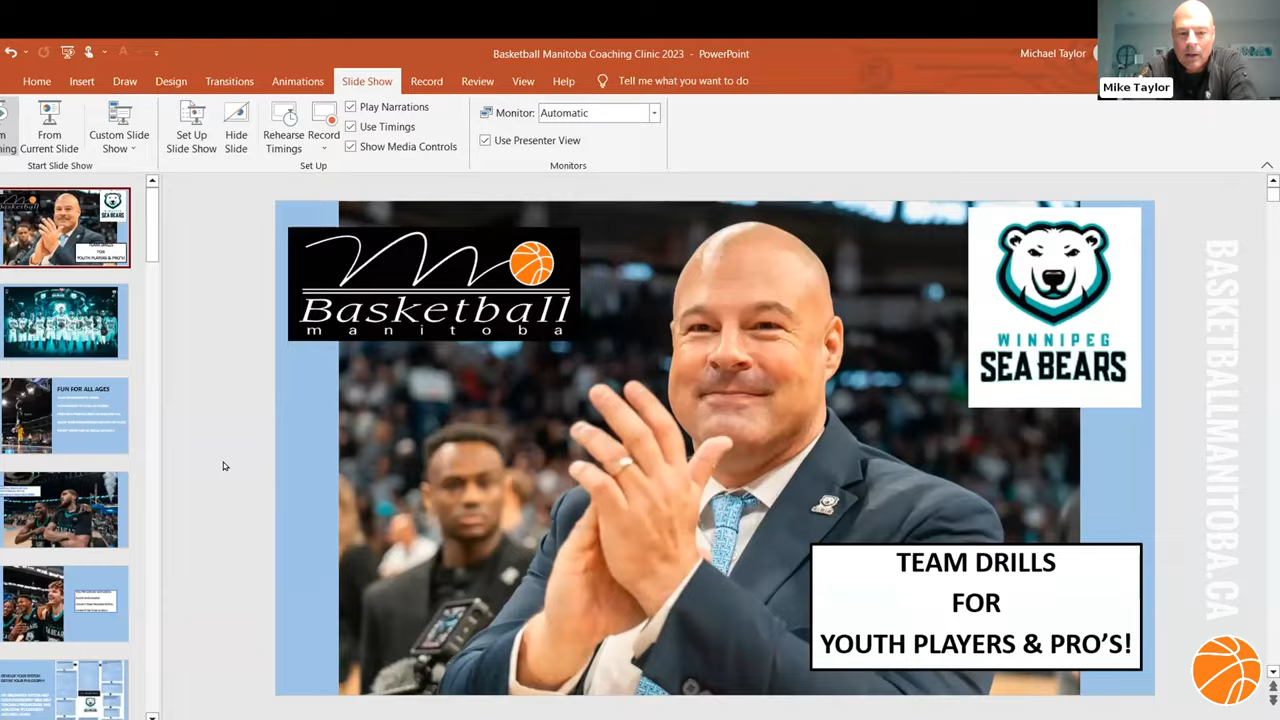 Basketball Manitoba Coaching Clinic 2023 - PowerPoint
Michael Taylor
Mike Taylor
Home Insert Draw Design Transitions Animations Slide Show Record Review View Help Tell me what you want to do
From
Current Slide
Custom Slide
Show
Set Up
Slide Show
Hide
Slide
Rehearse
Timings
Record
Play Narrations
Use Timings
Show Media Controls
Monitor: Automatic
Use Presenter View
Start Slide Show
Set Up
Monitors
FUN FOR ALL AGES
Basketball
manitoba
WINNIPEG
SEA BEARS
TEAM DRILLS
FOR
YOUTH PLAYERS & PRO'S!
BASKETBALLMANITOBA.CA